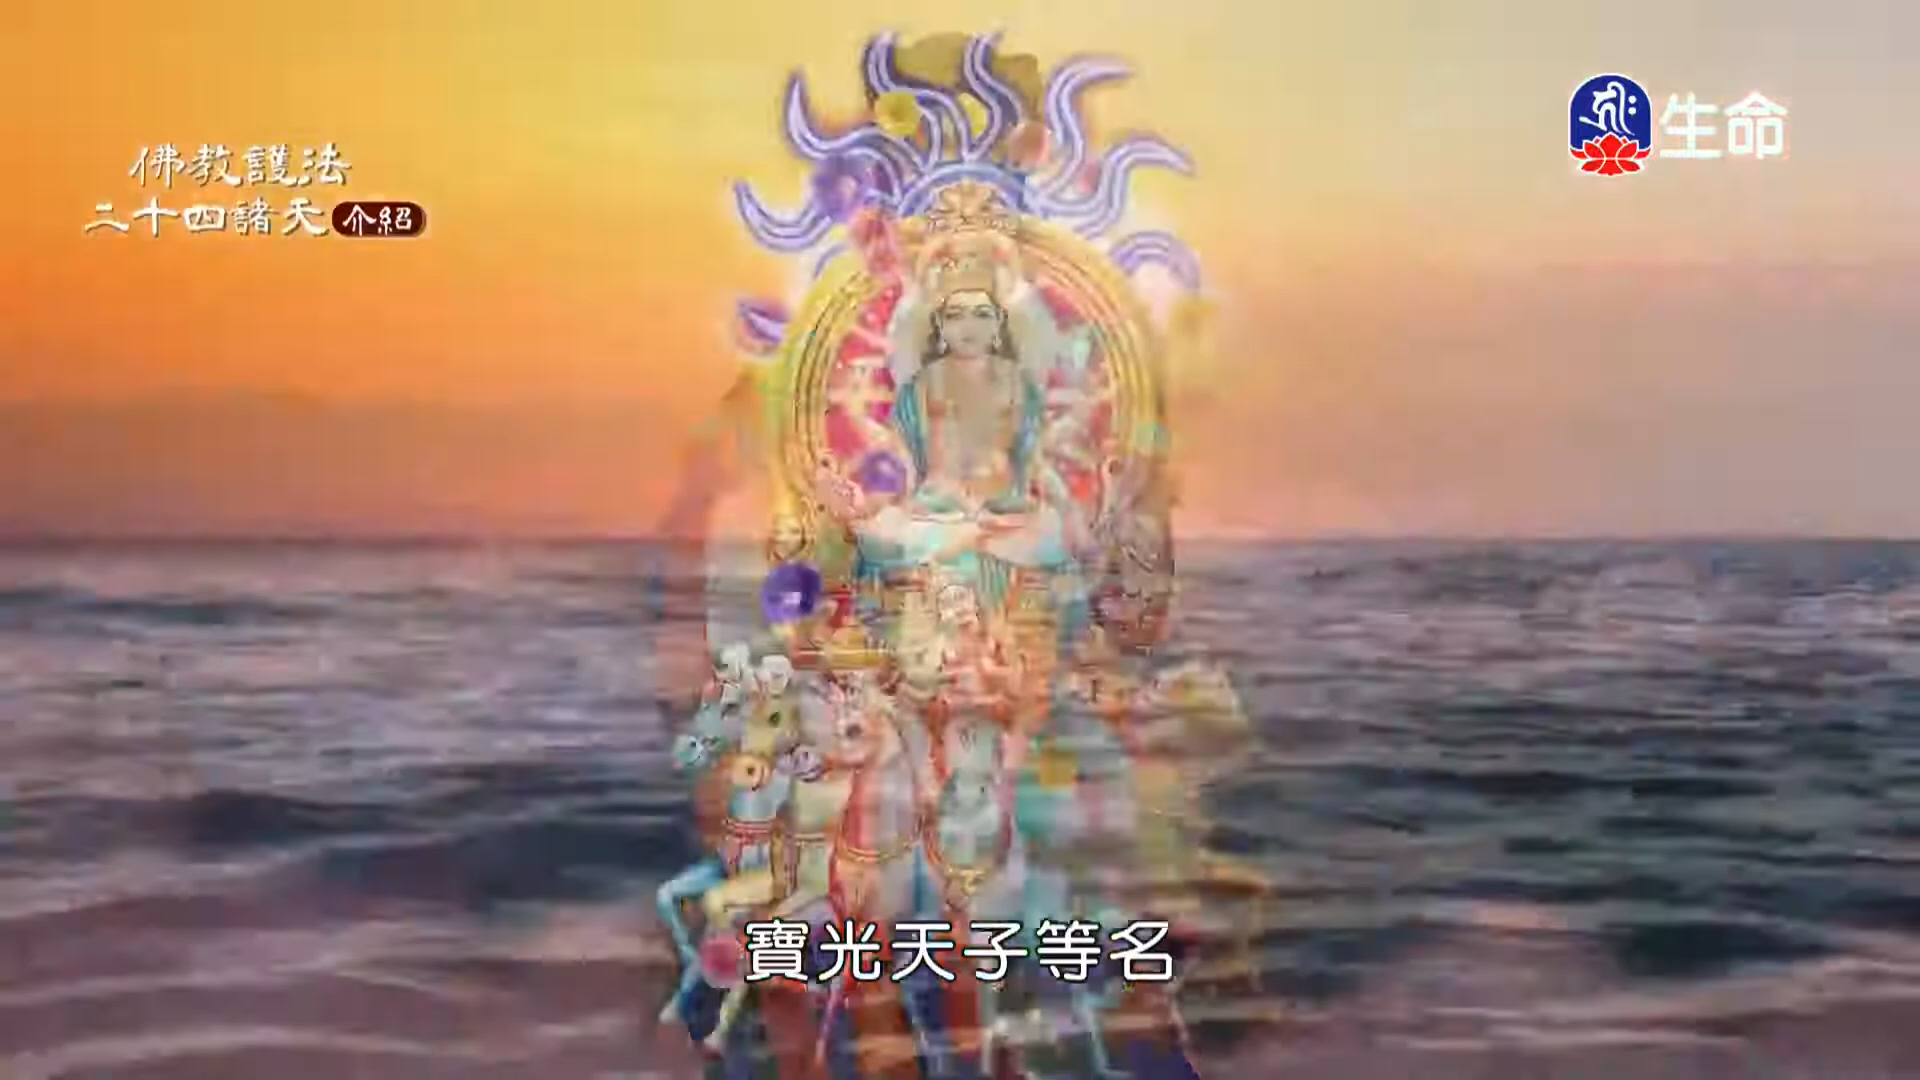 佛教護法
二十四諸天 介紹
生命
寶光天子等名